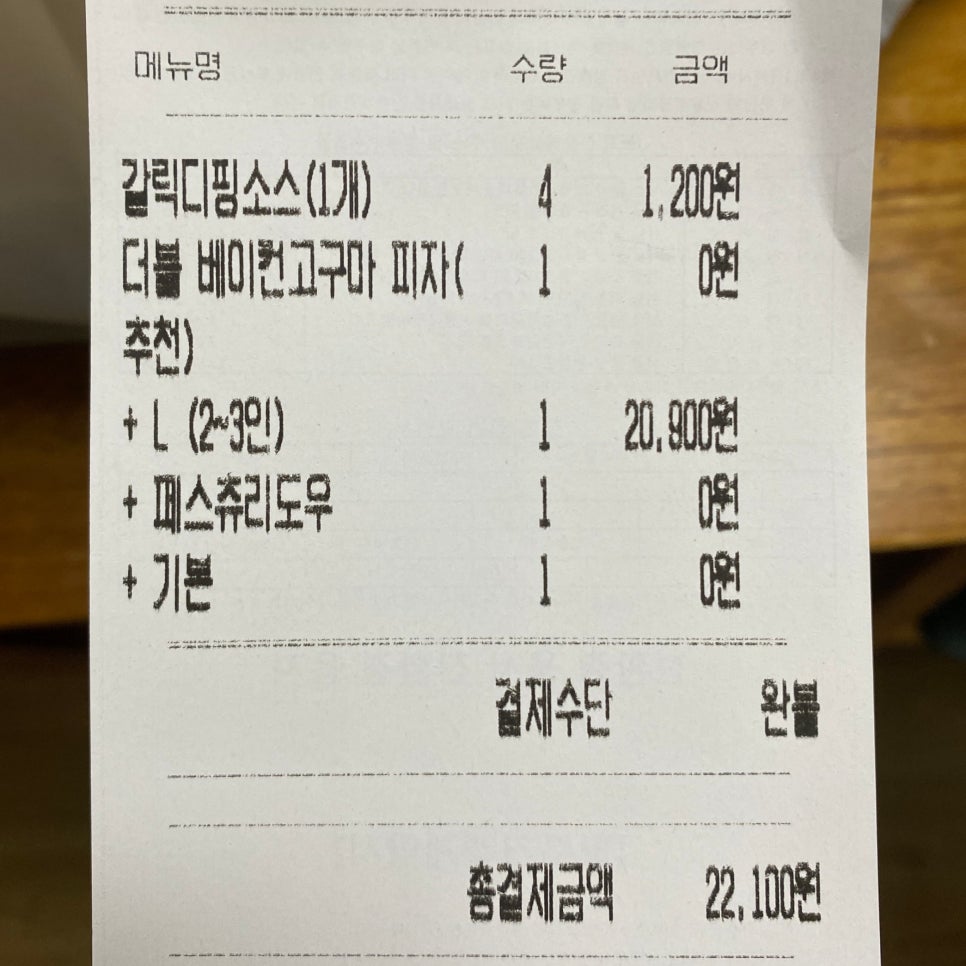 메뉴명 수량 금액
갈릭디핑소스(1개) 4 1,200원
더블 베이컨고구마 피자( 1 0원
추천)
+ L (2~3인) 1 20,900원
+ 페스츄리도우 1 0원
+ 기본 1 0원
결제수단 완불
총결제금액 22,100원